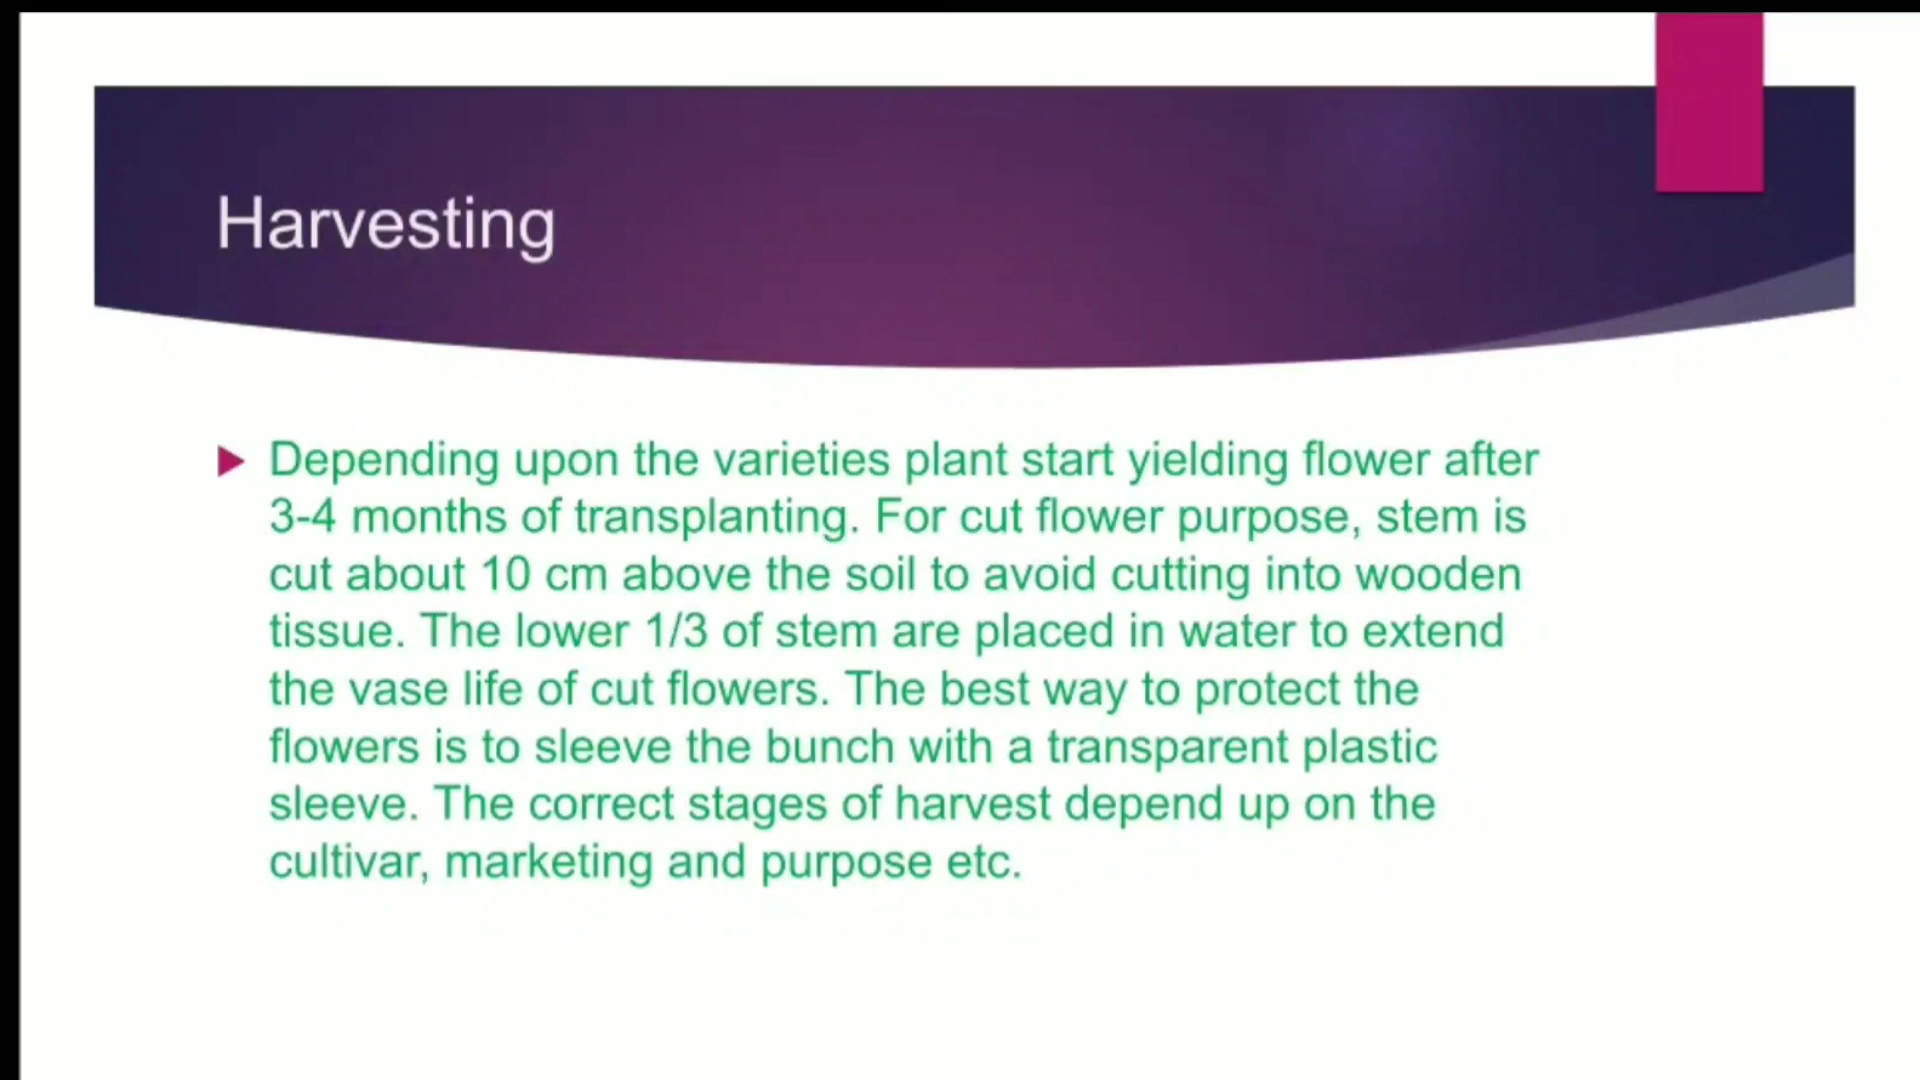 Harvesting
Depending upon the varieties plant start yielding flower after
3-4 months of transplanting. For cut flower purpose, stem is
cut about 10 cm above the soil to avoid cutting into wooden
tissue. The lower 1/3 of stem are placed in water to extend
the vase life of cut flowers. The best way to protect the
flowers is to sleeve the bunch with a transparent plastic
sleeve. The correct stages of harvest depend up on the
cultivar, marketing and purpose etc.